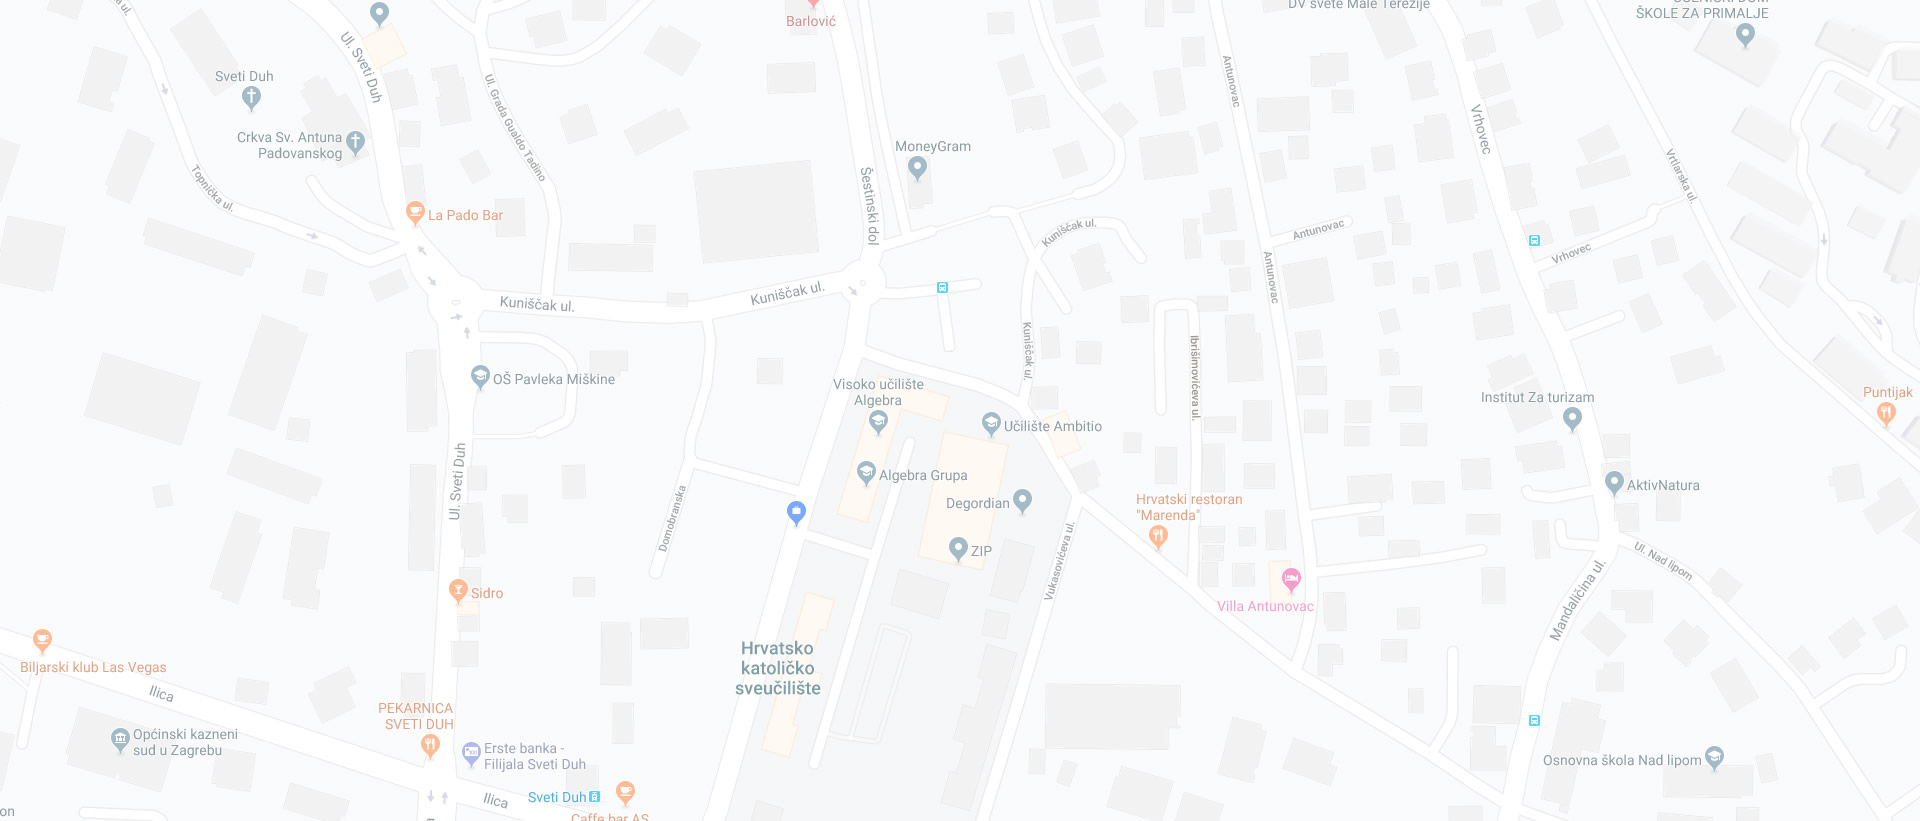 DV svete Male Terezije
ŠKOLE ZA PRIMALJE
Barlović
Ul. Sveti Duh
Sveti Duh
Ul. Grada Gualdo Tadino
Antunovac
Vrhovec
Crkva Sv. Antuna
Padovanskog
MoneyGram
Topnička ul.
Šestinski dol
Vrtlarska ul.
La Pado Bar
Kuniščak ul.
Antunovac
Vrhovec
Antunovac
Kuniščak ul.
Kuniščak ul.
Kuniščak ul.
Ibrišimovićeva ul.
OŠ Pavleka Miškine
Visoko učilište
Algebra
Institut Za turizam
Puntijak
Učilište Ambitio
Algebra Grupa
Ul. Sveti Duh
Domobranska
Degordian
Hrvatski restoran
"Marenda"
AktivNatura
ZIP
Vukasovićeva ul.
Ul. Nad lipom
Sidro
Villa Antunovac
Mandaličina ul.
Biljarski klub Las Vegas
Ilica
Hrvatsko
katoličko
sveučilište
PEKARNICA
SVETI DUH
Općinski kazneni
sud u Zagrebu
Erste banka -
Filijala Sveti Duh
Osnovna škola Nad lipom
Sveti Duh
Ilica
Caffe bar AS